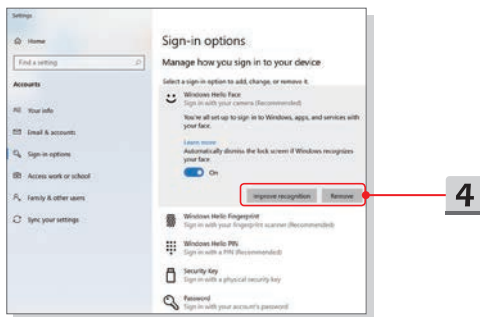 Settings
Home
Find a setting
Accounts
Your info
Email & accounts
Sign-in options
Access work or school
Family & other users
Sync your settings
Sign-in options
Manage how you sign in to your device
Select a sign-in option to add, change, or remove it.
Windows Hello Face
Sign in with your camera (Recommended)
You're all set up to sign in to Windows, apps, and services with
your face.
Learn more
Automatically dismiss the lock screen if Windows recognizes
your face.
On
Improve recognition
Remove
4
Windows Hello Fingerprint
Sign in with your fingerprint scanner (Recommended)
Windows Hello PIN
Sign in with a PIN (Recommended)
Security Key
Sign in with a physical security key
Password
Sign in with your account's password